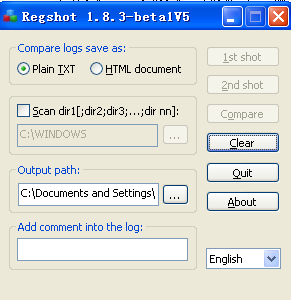 Regshot 1.8.3-beta1V5
Compare logs save as:
Plain TXT
HTML document
1st shot
2nd shot
Scan dir1[;dir2;dir3;...;dir nn]:
Compare
C:\WINDOWS
...
Clear
Output path:
Quit
C:\Documents and Settings\
...
About
Add comment into the log:
English